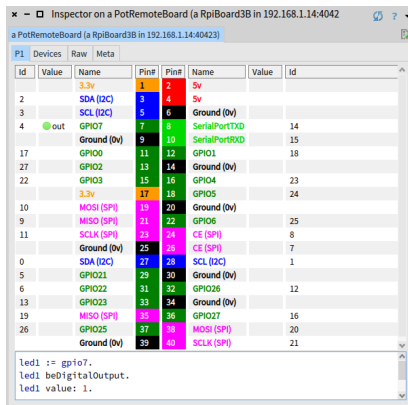 Inspector on a PotRemoteBoard (a RpiBoard3B in 192.168.1.14:4042
a PotRemoteBoard (a RpiBoard3B in 192.168.1.14:40423)
P1 Devices Raw Meta
Id Value Name Pin# Pin# Name Value Id
3.3v 1 2 5v
2 SDA (I2C) 3 4 5v
3 SCL (I2C) 5 6 Ground (0v)
4 out GPIO7 7 8 SerialPortTXD 14
Ground (0v) 9 10 SerialPortRXD 15
17 GPIO0 11 12 GPIO1 18
27 GPIO2 13 14 Ground (0v)
22 GPIO3 15 16 GPIO4 23
3.3v 17 18 GPIO5 24
10 MOSI (SPI) 19 20 Ground (0v)
9 MISO (SPI) 21 22 GPIO6 25
11 SCLK (SPI) 23 24 CE (SPI) 8
Ground (0v) 25 26 CE (SPI) 7
0 SDA (I2C) 27 28 SCL (I2C) 1
5 GPIO21 29 30 Ground (0v)
6 GPIO22 31 32 GPIO26 12
13 GPIO23 33 34 Ground (0v)
19 MISO (SPI) 35 36 GPIO27 16
26 GPIO25 37 38 MOSI (SPI) 20
Ground (0v) 39 40 SCLK (SPI) 21
led1 := gpio7.
led1 beDigitalOutput.
led1 value: 1.